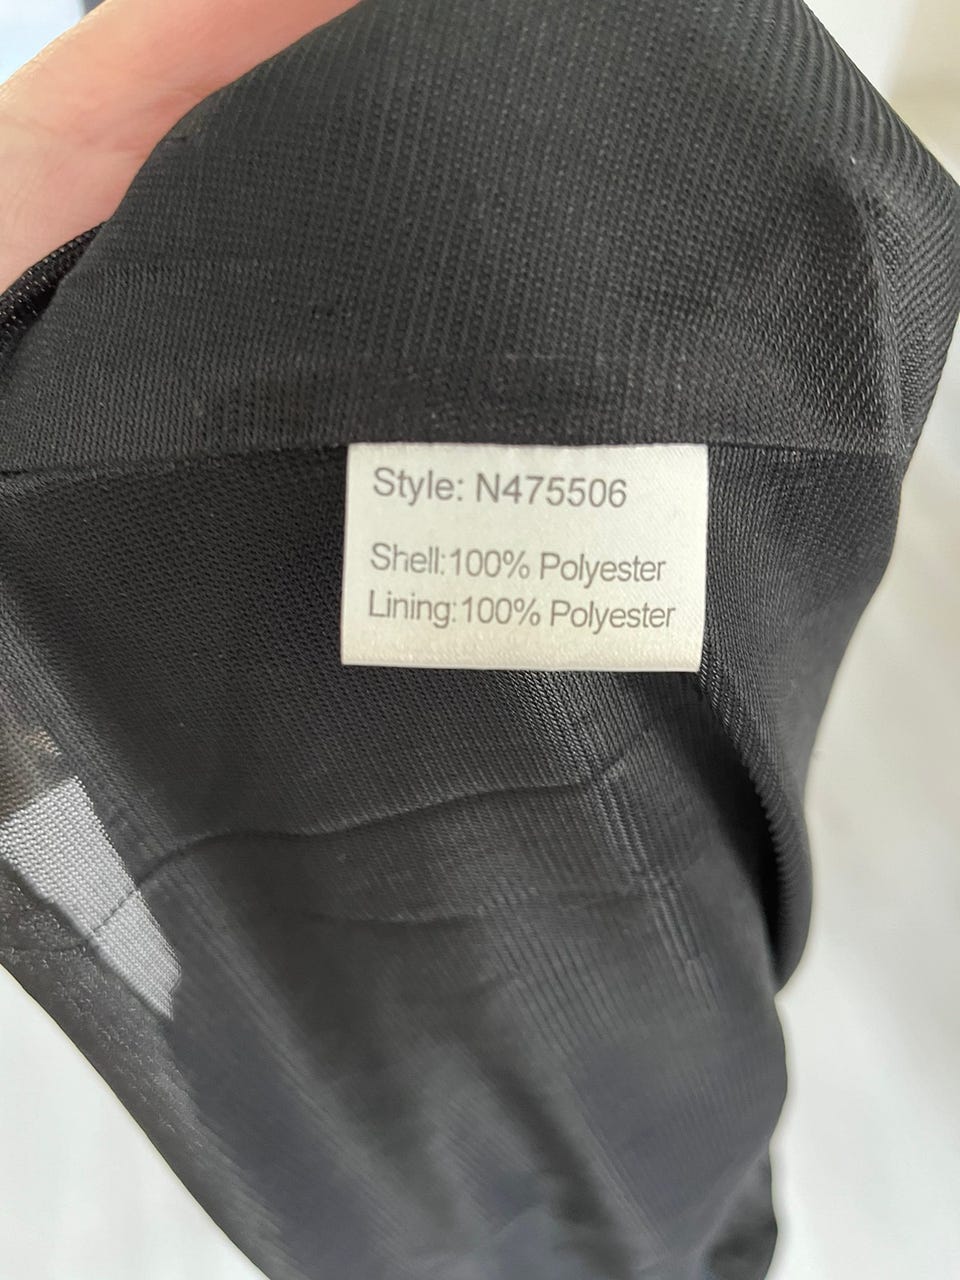 Style: N475506
Shell:100% Polyester
Lining:100% Polyester